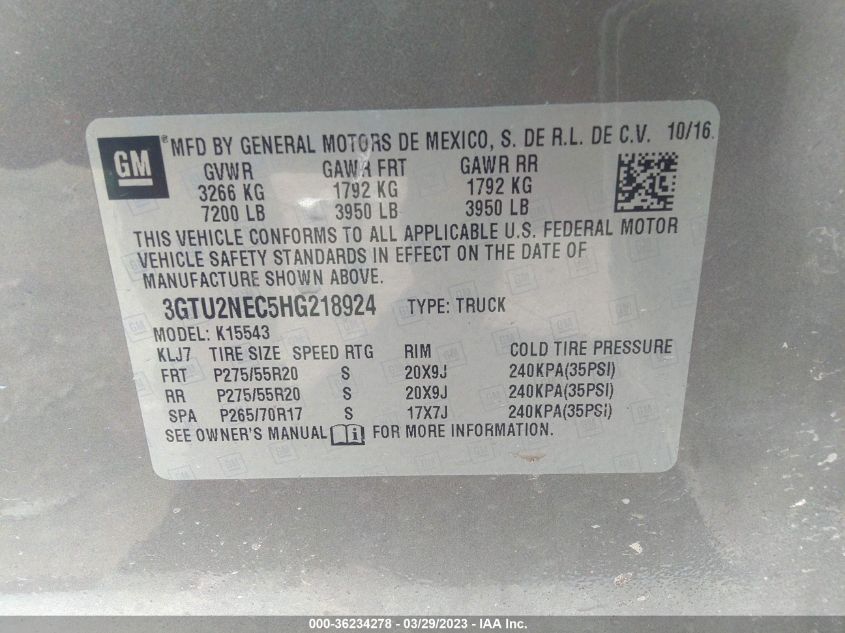 GM ® MFD BY GENERAL MOTORS DE MEXICO, S. DE R.L. DE C.V. 10/16
GVWR GAWR FRT GAWR RR
3266 KG 1792 KG 1792 KG
7200 LB 3950 LB 3950 LB
THIS VEHICLE CONFORMS TO ALL APPLICABLE U.S. FEDERAL MOTOR
VEHICLE SAFETY STANDARDS IN EFFECT ON THE DATE OF
MANUFACTURE SHOWN ABOVE.
3GTU2NEC5HG218924 TYPE: TRUCK
MODEL: K15543
KLJ7 TIRE SIZE SPEED RTG RIM COLD TIRE PRESSURE
FRT P275/55R20 S 20X9J 240KPA(35PSI)
RR P275/55R20 S 20X9J 240KPA(35PSI)
SPA P265/70R17 S 17X7J 240KPA(35PSI)
SEE OWNER'S MANUAL i FOR MORE INFORMATION.
000-36234278 - 03/29/2023 - IAA Inc.